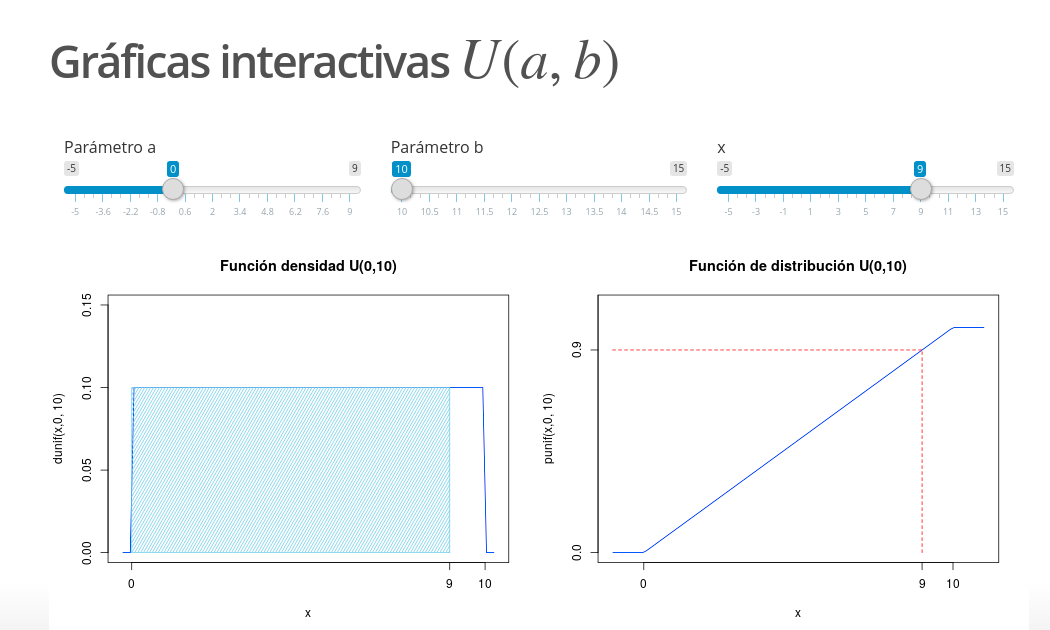 Gráficas interactivas U(a, b)
Parámetro a
-5 0 9
-5 -3.6 -2.2 -0.8 0.6 2 3.4 4.8 6.2 7.6 9
Parámetro b
10 15
10 10.5 11 11.5 12 12.5 13 13.5 14 14.5 15
x
-5 9 15
-5 -3 -1 1 3 5 7 9 11 13 15
Función densidad U(0,10)
dunif(x,0, 10)
0.15
0.10
0.05
0.00
0 9 10
x
Función de distribución U(0,10)
punif(x,0, 10)
0.9
0.0
0 9 10
x